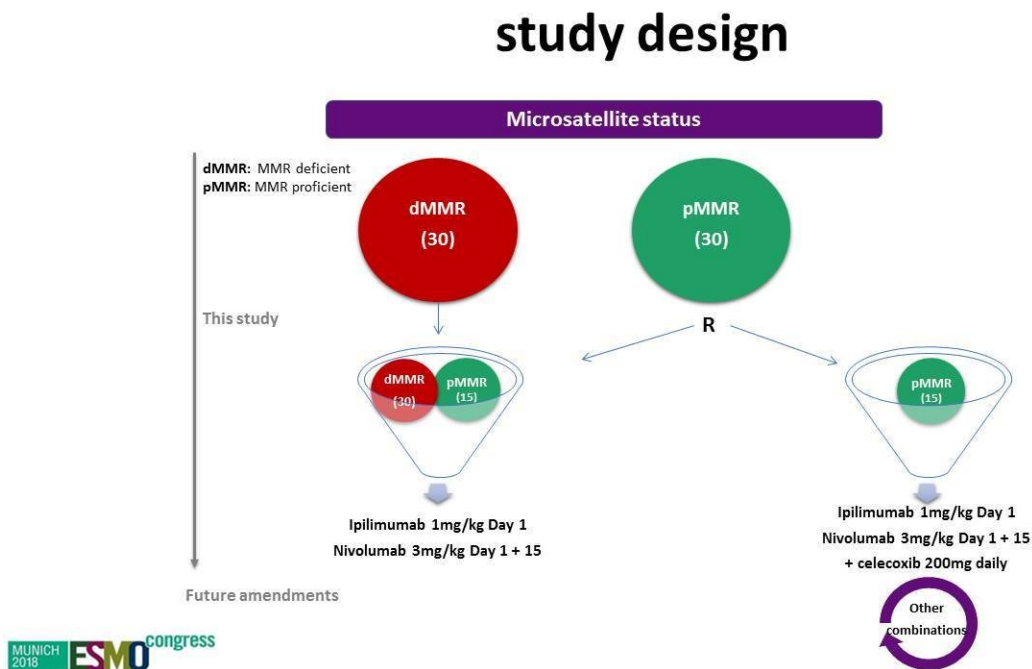 study design
Microsatellite status
dMMR: MMR deficient
pMMR: MMR proficient
dMMR
(30)
pMMR
(30)
This study
R
dMMR
(30)
pMMR
(15)
pMMR
(15)
Ipilimumab 1mg/kg Day 1
Nivolumab 3mg/kg Day 1 + 15
Ipilimumab 1mg/kg Day 1
Nivolumab 3mg/kg Day 1 + 15
+ celecoxib 200mg daily
Future amendments
Other
combinations
MUNICH
2018
ESMO congress